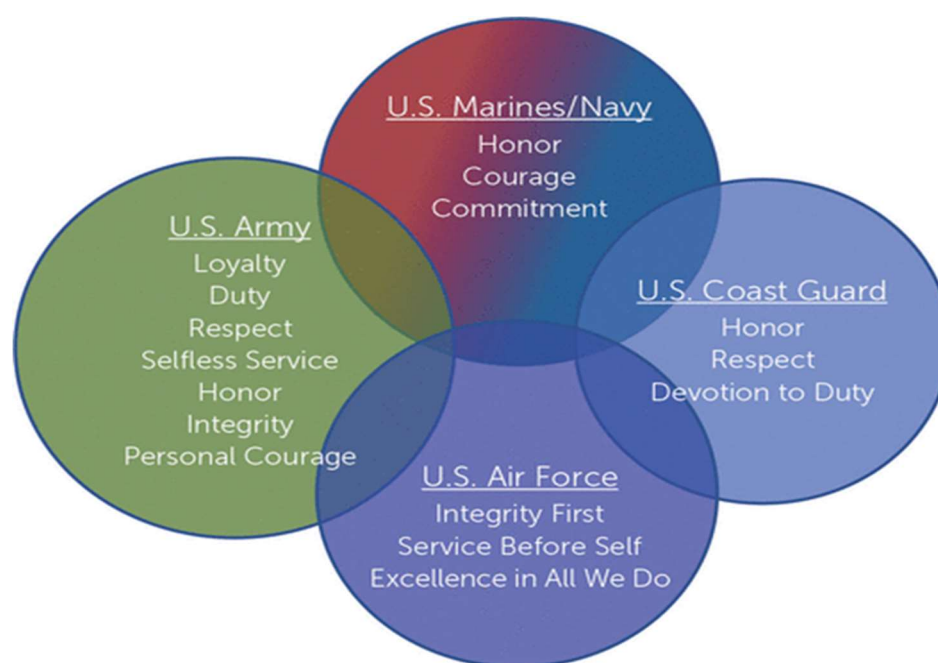 U.S. Marines/Navy
Honor
Courage
Commitment
U.S. Army
Loyalty
Duty
Respect
Selfless Service
Honor
Integrity
Personal Courage
U.S. Coast Guard
Honor
Respect
Devotion to Duty
U.S. Air Force
Integrity First
Service Before Self
Excellence in All We Do